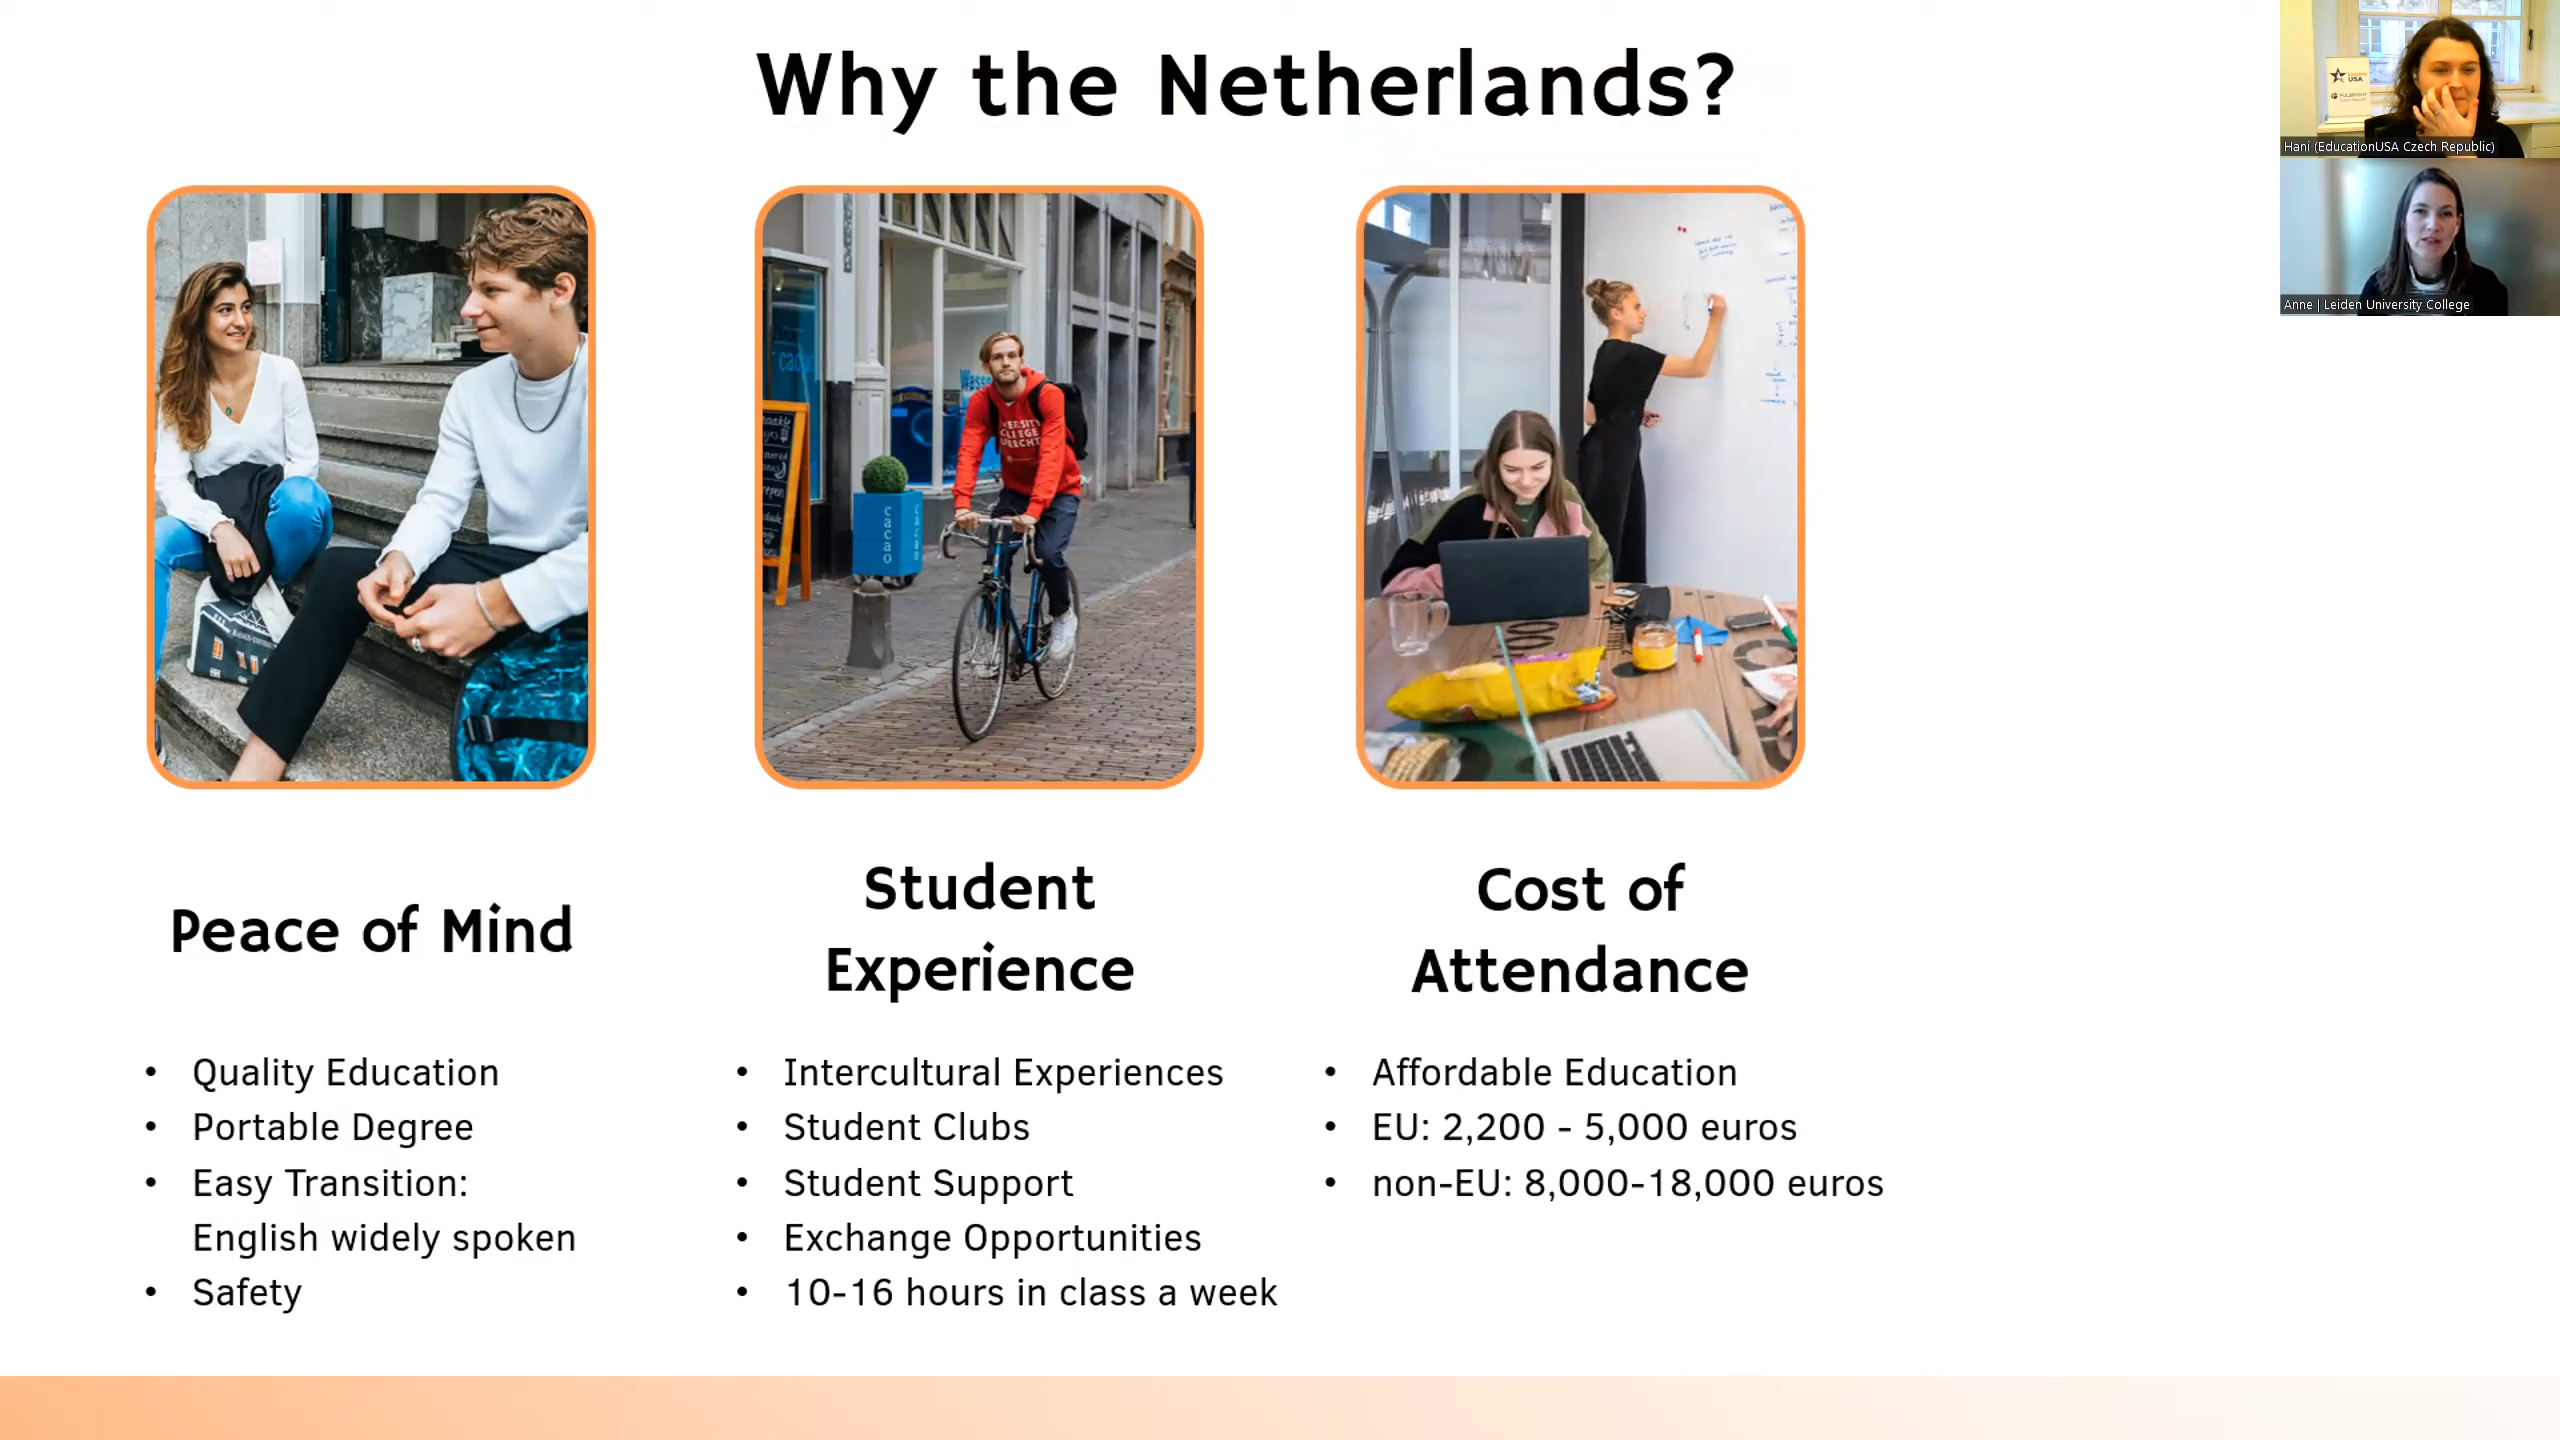 Why the Netherlands?
USA
Hani (EducationUSA Czech Republic)
Anne | Leiden University College
cacao
Peace of Mind
Student
Experience
Cost of
Attendance
• Quality Education
• Portable Degree
• Easy Transition:
English widely spoken
• Safety
• Intercultural Experiences
• Student Clubs
• Student Support
• Exchange Opportunities
• 10-16 hours in class a week
• Affordable Education
• EU: 2,200 - 5,000 euros
• non-EU: 8,000-18,000 euros